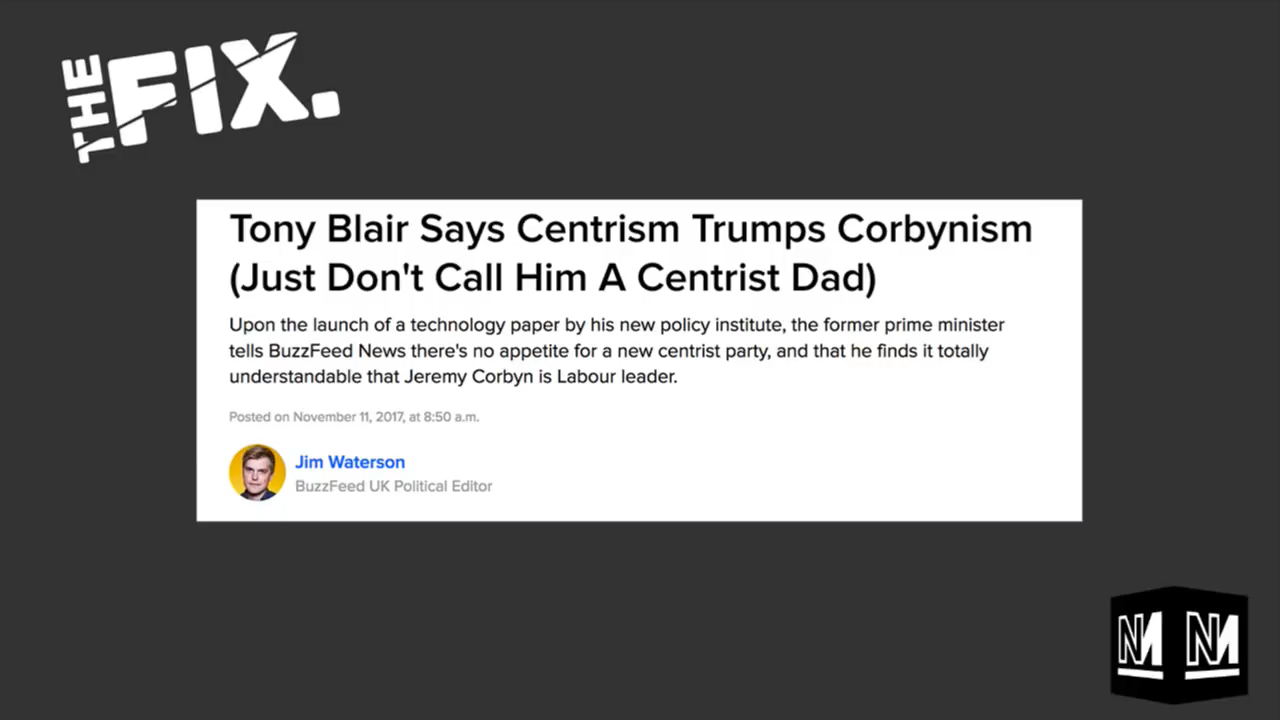 THE FIX.
Tony Blair Says Centrism Trumps Corbynism
(Just Don't Call Him A Centrist Dad)
Upon the launch of a technology paper by his new policy institute, the former prime minister
tells BuzzFeed News there's no appetite for a new centrist party, and that he finds it totally
understandable that Jeremy Corbyn is Labour leader.
Posted on November 11, 2017, at 8:50 a.m.
Jim Waterson
BuzzFeed UK Political Editor
NM NM